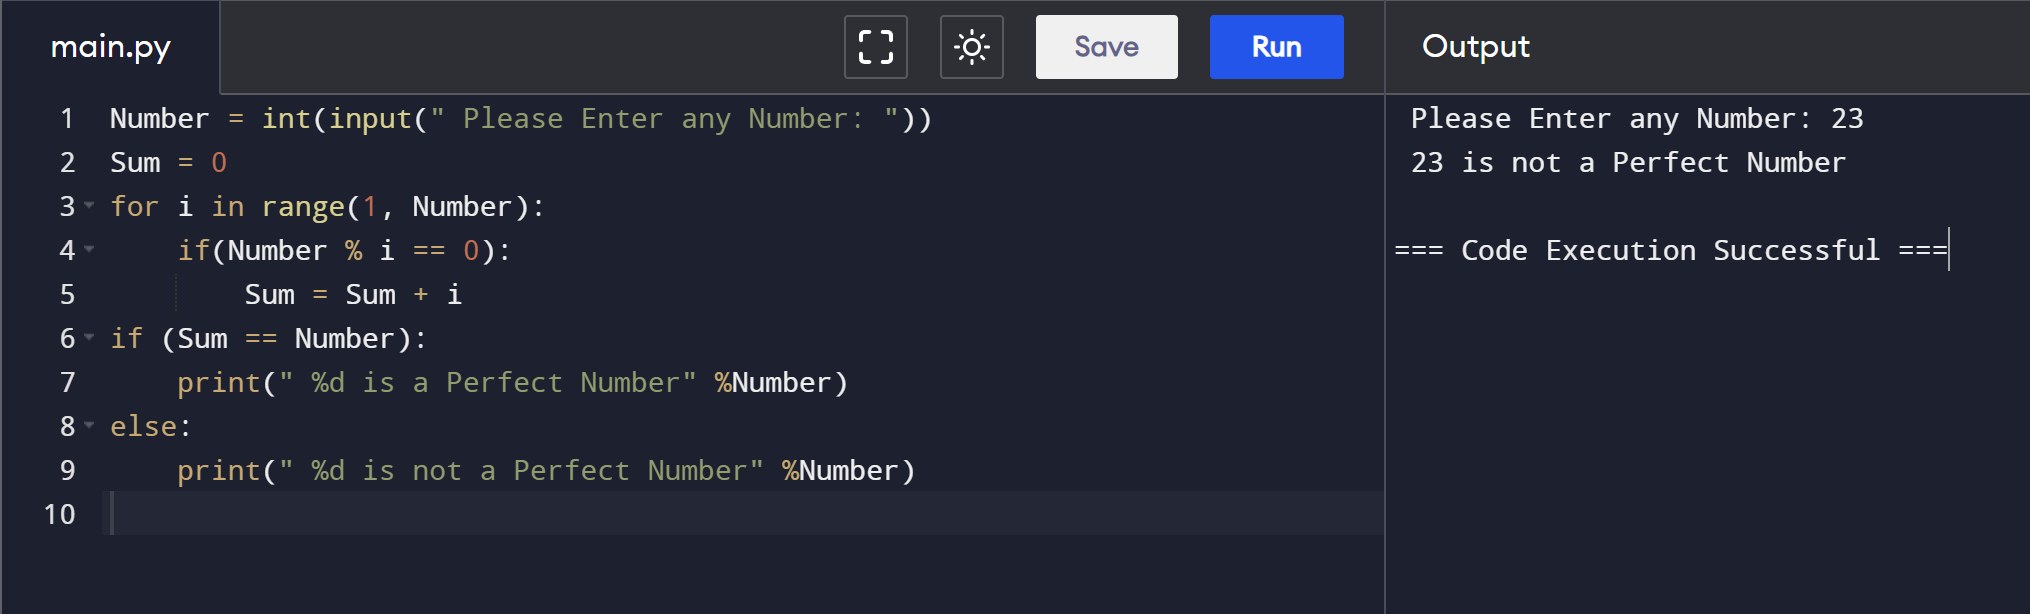 main.py
Save
Run
Output
1 Number = int(input(" Please Enter any Number: "))
2 Sum = 0
3 for i in range(1, Number):
4     if(Number % i == 0):
5         Sum = Sum + i
6 if (Sum == Number):
7     print(" %d is a Perfect Number" %Number)
8 else:
9     print(" %d is not a Perfect Number" %Number)
10
 Please Enter any Number: 23
 23 is not a Perfect Number
=== Code Execution Successful ===